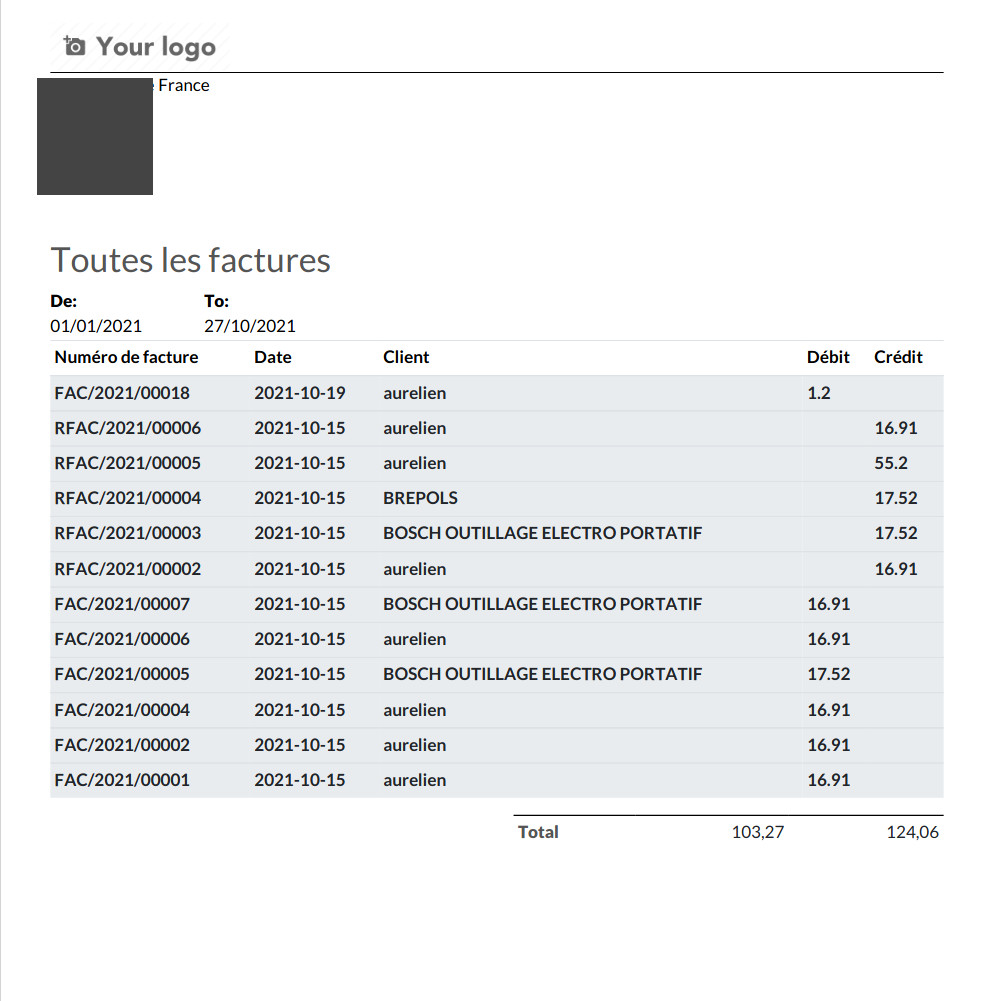 Your logo
France
Toutes les factures
De: To:
01/01/2021 27/10/2021
Numéro de facture Date Client Débit Crédit
FAC/2021/00018 2021-10-19 aurelien 1.2
RFAC/2021/00006 2021-10-15 aurelien 16.91
RFAC/2021/00005 2021-10-15 aurelien 55.2
RFAC/2021/00004 2021-10-15 BREPOLS 17.52
RFAC/2021/00003 2021-10-15 BOSCH OUTILLAGE ELECTRO PORTATIF 17.52
RFAC/2021/00002 2021-10-15 aurelien 16.91
FAC/2021/00007 2021-10-15 BOSCH OUTILLAGE ELECTRO PORTATIF 16.91
FAC/2021/00006 2021-10-15 aurelien 16.91
FAC/2021/00005 2021-10-15 BOSCH OUTILLAGE ELECTRO PORTATIF 17.52
FAC/2021/00004 2021-10-15 aurelien 16.91
FAC/2021/00002 2021-10-15 aurelien 16.91
FAC/2021/00001 2021-10-15 aurelien 16.91
Total 103,27 124,06